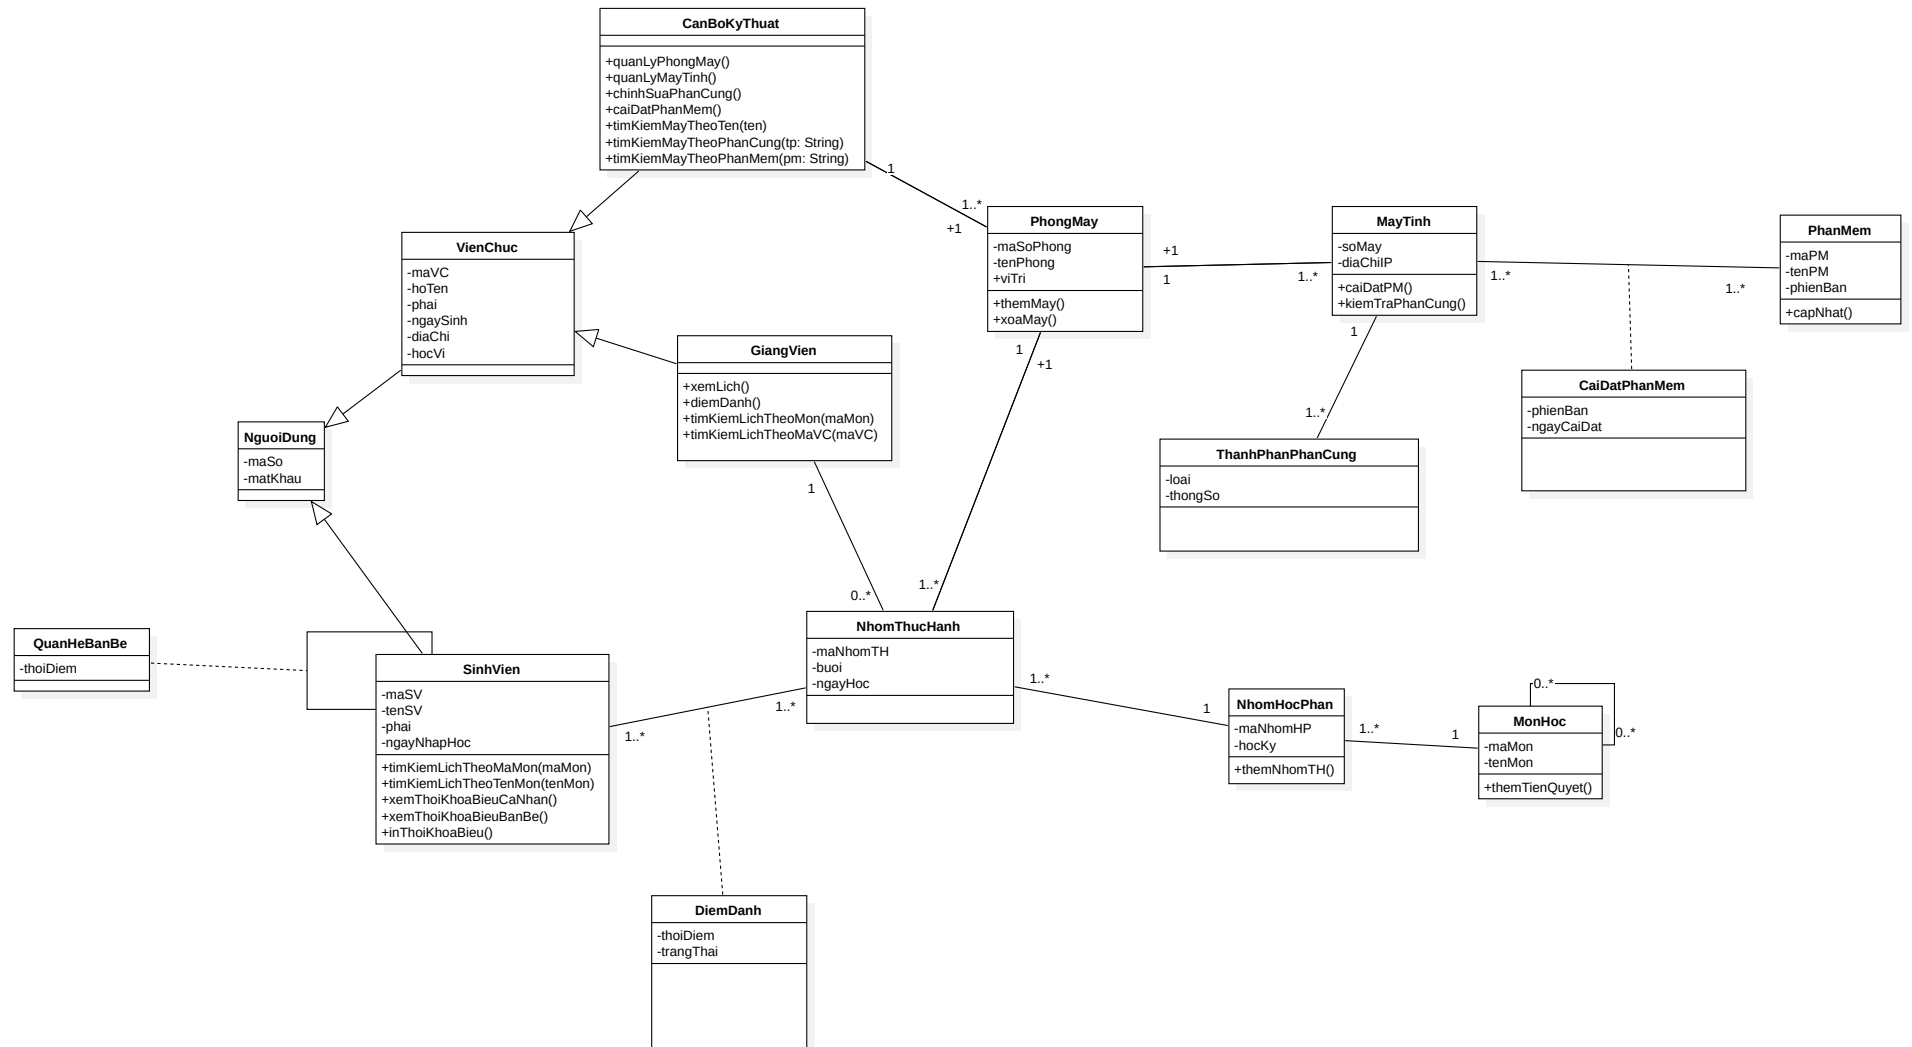 CanBoKyThuat
+quanLyPhongMay()
+quanLyMayTinh()
+chinhSuaPhanCung()
+caiDatPhanMem()
+timKiemMayTheoTen(ten)
+timKiemMayTheoPhanCung(tp: String)
+timKiemMayTheoPhanMem(pm: String)
1
1..*
+1
VienChuc
-maVC
-hoTen
-phai
-ngaySinh
-diaChi
-hocVi
PhongMay
-maSoPhong
-tenPhong
+viTri
+themMay()
+xoaMay()
+1
1
1..*
MayTinh
-soMay
-diaChiIP
+caiDatPM()
+kiemTraPhanCung()
1..*
1..*
PhanMem
-maPM
-tenPM
-phienBan
+capNhat()
GiangVien
+xemLich()
+diemDanh()
+timKiemLichTheoMon(maMon)
+timKiemLichTheoMaVC(maVC)
1
0..*
1
+1
1..*
1
1..*
CaiDatPhanMem
-phienBan
-ngayCaiDat
NguoiDung
-maSo
-matKhau
ThanhPhanPhanCung
-loai
-thongSo
QuanHeBanBe
-thoiDiem
SinhVien
-maSV
-tenSV
-phai
-ngayNhapHoc
+timKiemLichTheoMaMon(maMon)
+timKiemLichTheoTenMon(tenMon)
+xemThoiKhoaBieuCaNhan()
+xemThoiKhoaBieuBanBe()
+inThoiKhoaBieu()
1..*
1..*
NhomThucHanh
-maNhomTH
-buoi
-ngayHoc
1..*
1
NhomHocPhan
-maNhomHP
-hocKy
+themNhomTH()
1..*
1
0..*
0..*
MonHoc
-maMon
-tenMon
+themTienQuyet()
DiemDanh
-thoiDiem
-trangThai